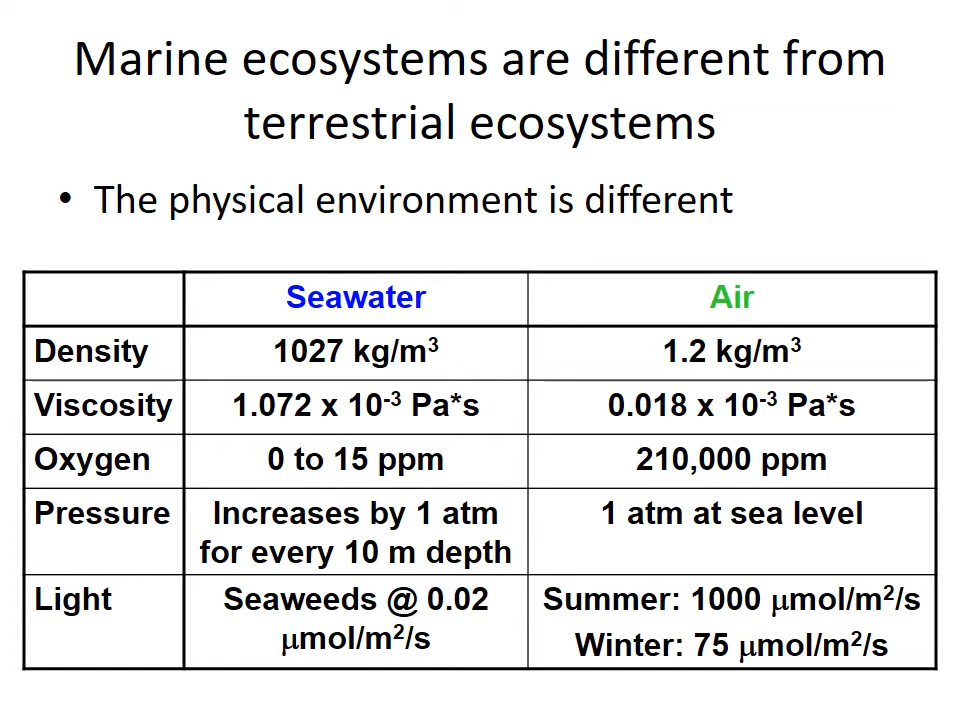 Marine ecosystems are different from
terrestrial ecosystems
• The physical environment is different
Seawater Air
Density 1027 kg/m³ 1.2 kg/m³
Viscosity 1.072 x 10⁻³ Pa*s 0.018 x 10⁻³ Pa*s
Oxygen 0 to 15 ppm 210,000 ppm
Pressure Increases by 1 atm 1 atm at sea level
for every 10 m depth
Light Seaweeds @ 0.02 Summer: 1000 μmol/m²/s
μmol/m²/s Winter: 75 μmol/m²/s